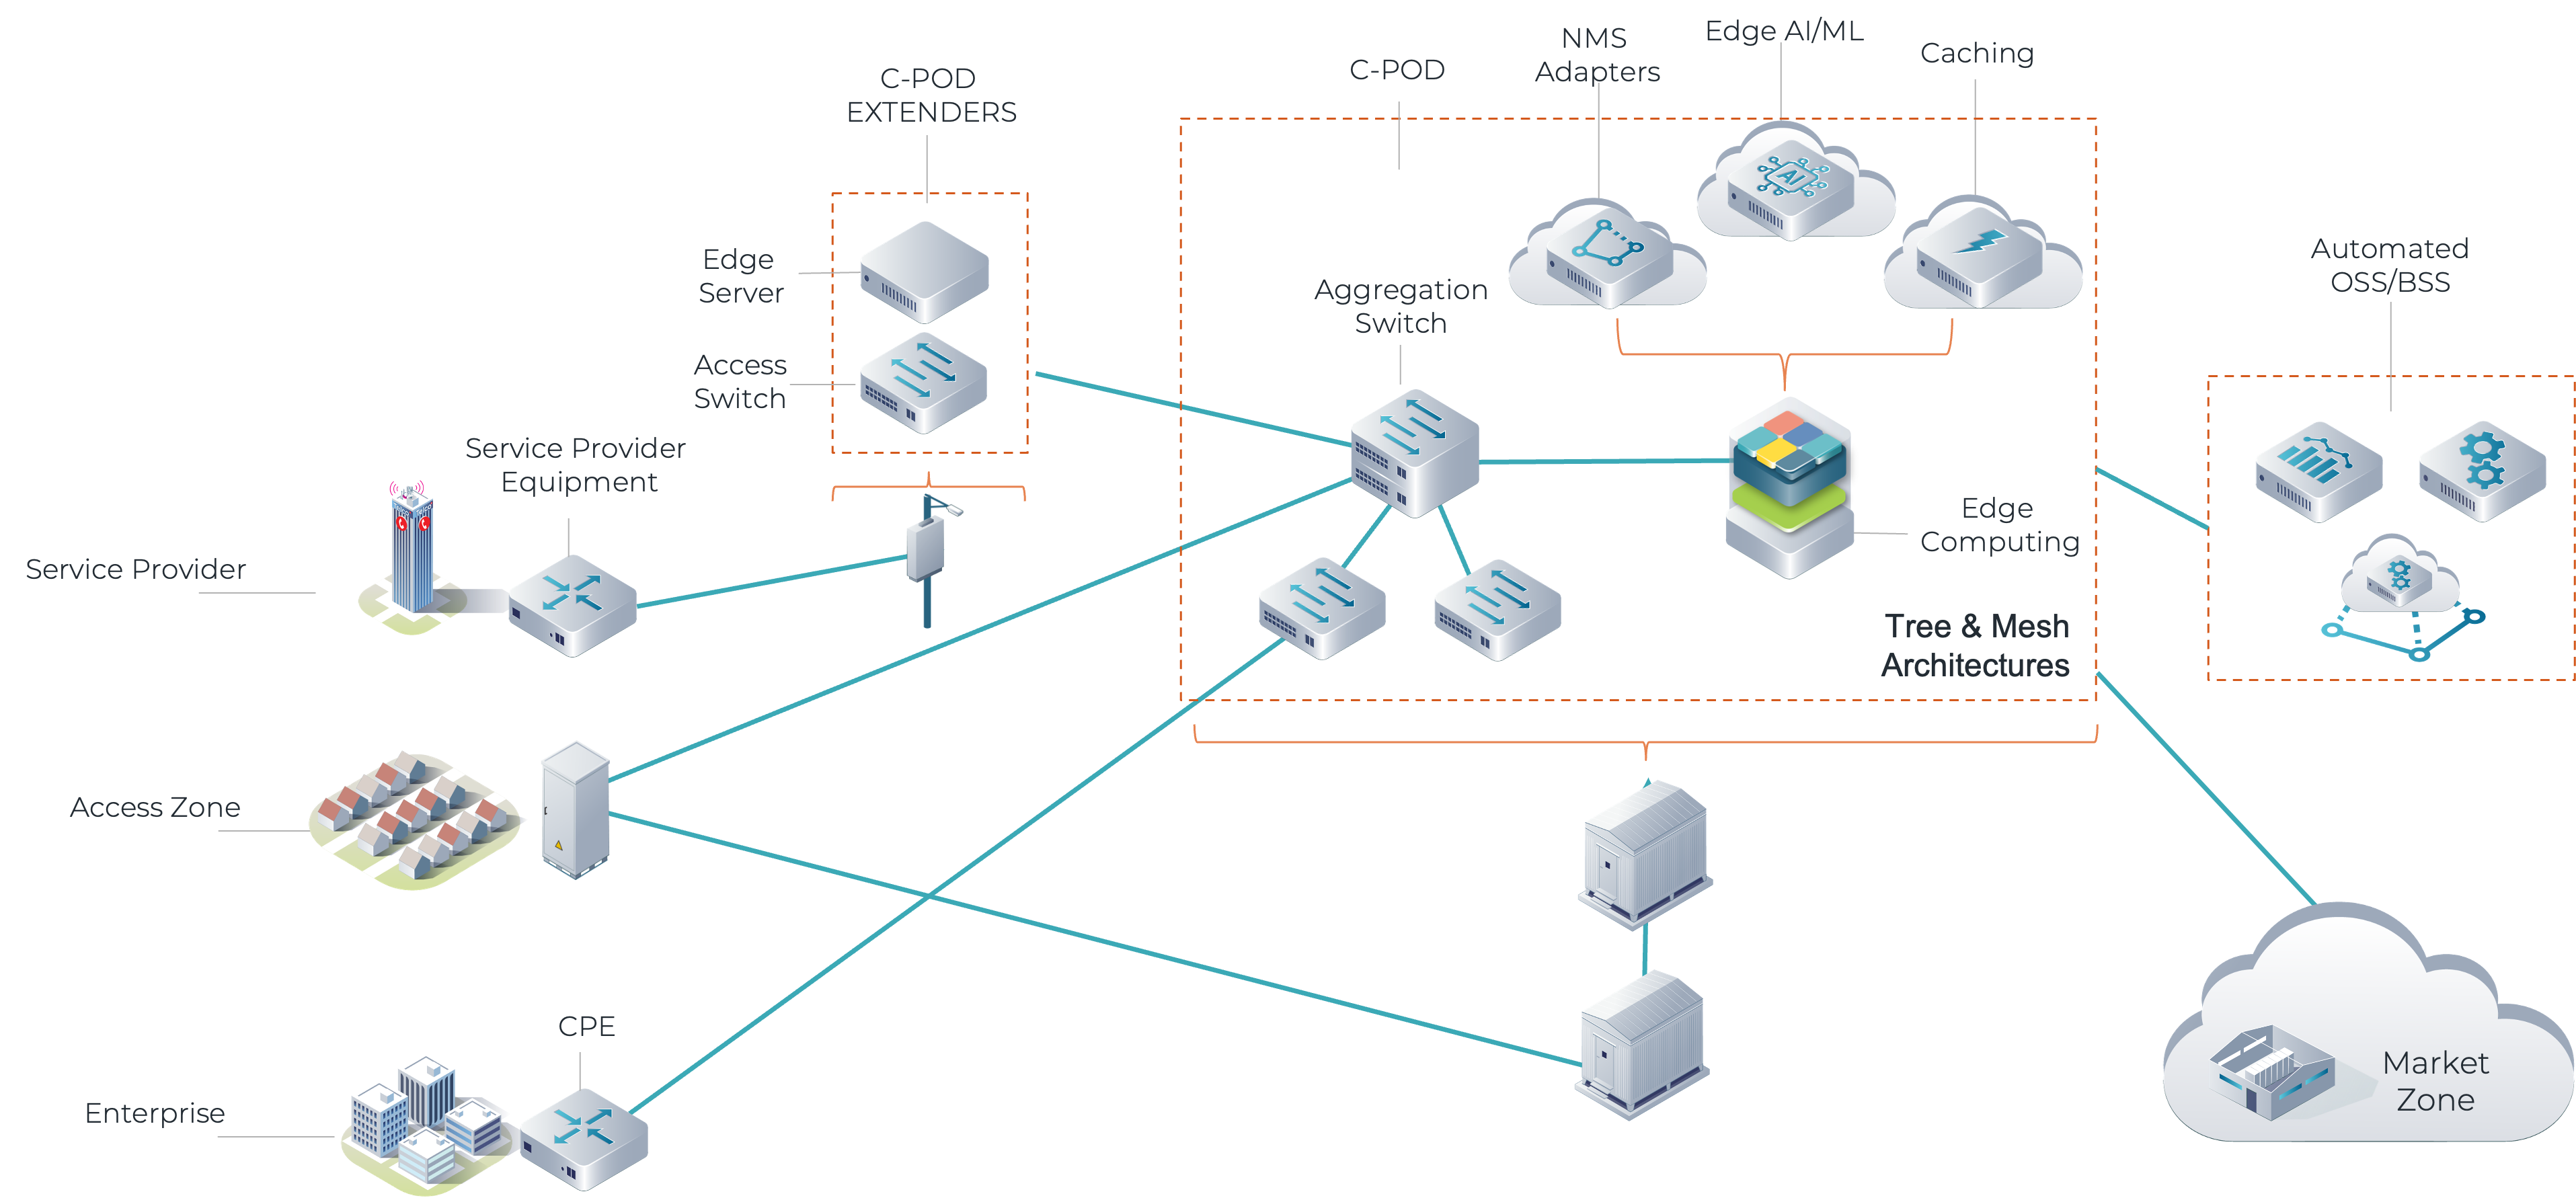 Edge AI/ML
NMS
Adapters
Caching
C-POD
C-POD
EXTENDERS
Edge
Server
Access
Switch
Aggregation
Switch
Automated
OSS/BSS
Service Provider
Equipment
Service Provider
Edge
Computing
Tree & Mesh
Architectures
Access Zone
CPE
Enterprise
Market
Zone
AI